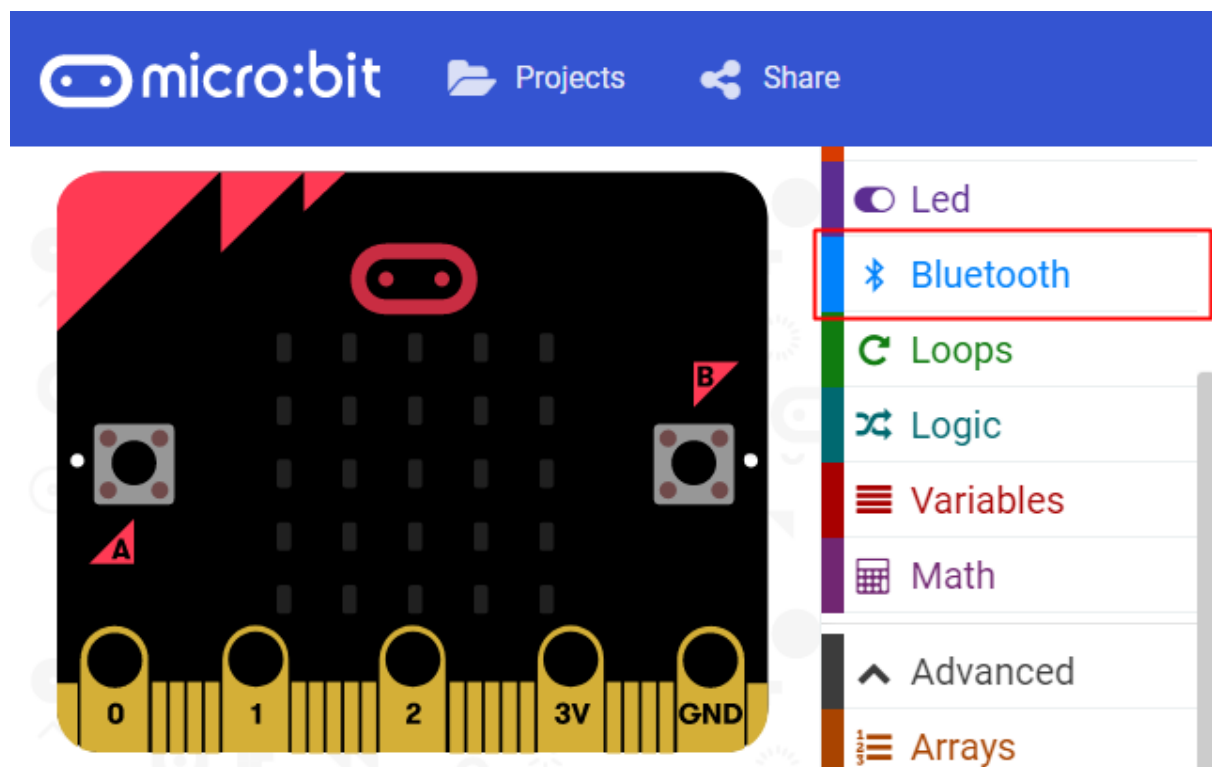 micro:bit Projects Share
Led
Bluetooth
Loops
Logic
Variables
Math
Advanced
Arrays
B
A
0 1 2 3V GND